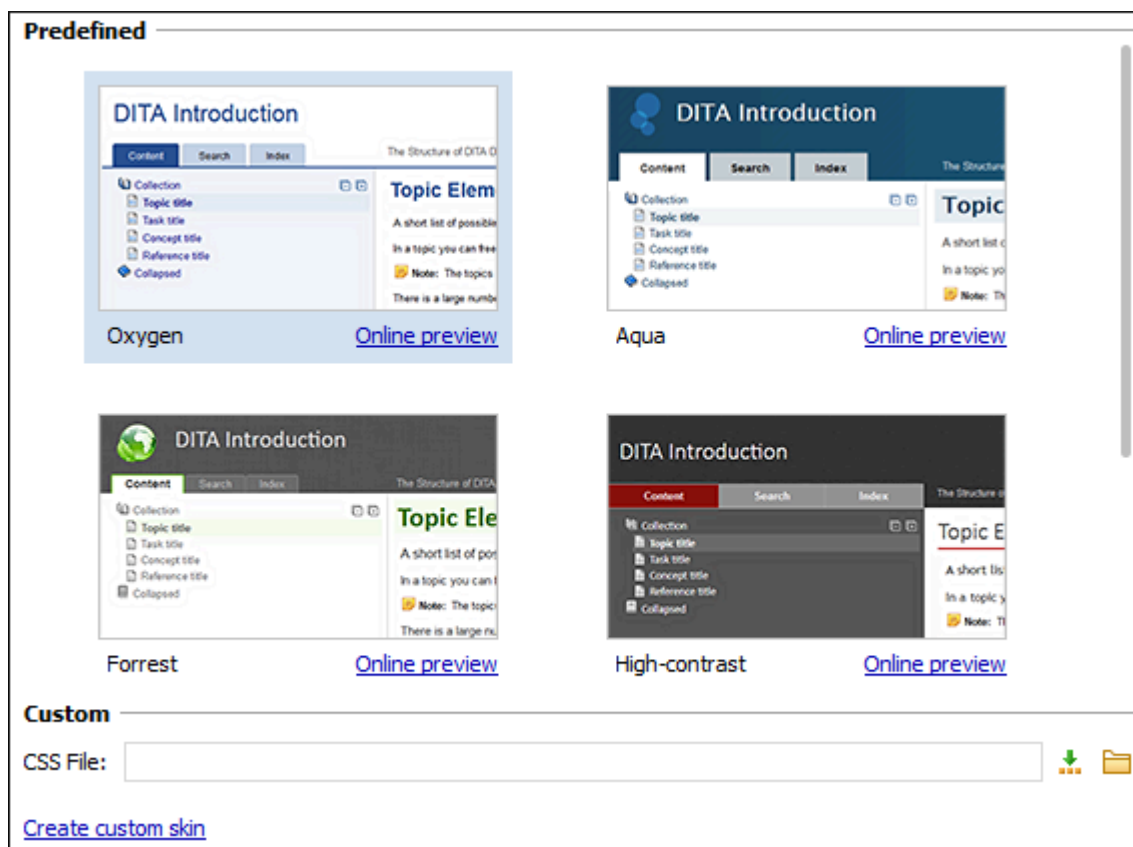 Predefined
DITA Introduction
Content Search Index
The Structure of DITA D
Collection
Topic title
Task title
Concept title
Reference title
Collapsed
Topic Elem
A short list of possible
In a topic you can free
Note: The topics
There is a large numbe
Oxygen Online preview
DITA Introduction
Content Search Index
The Structure
Collection
Topic title
Task title
Concept title
Reference title
Collapsed
Topic
A short list o
In a topic yo
Note: Th
Aqua Online preview
DITA Introduction
Content Search Index
The Structure of DITA
Collection
Topic title
Task title
Concept title
Reference title
Collapsed
Topic Ele
A short list of pos
In a topic you can f
Note: The topic
There is a large nu
Forrest Online preview
DITA Introduction
Content Search Index
The Structure o
Collection
Topic title
Task title
Concept title
Reference title
Collapsed
Topic E
A short lis
In a topic y
Note: T
High-contrast Online preview
Custom
CSS File:
Create custom skin